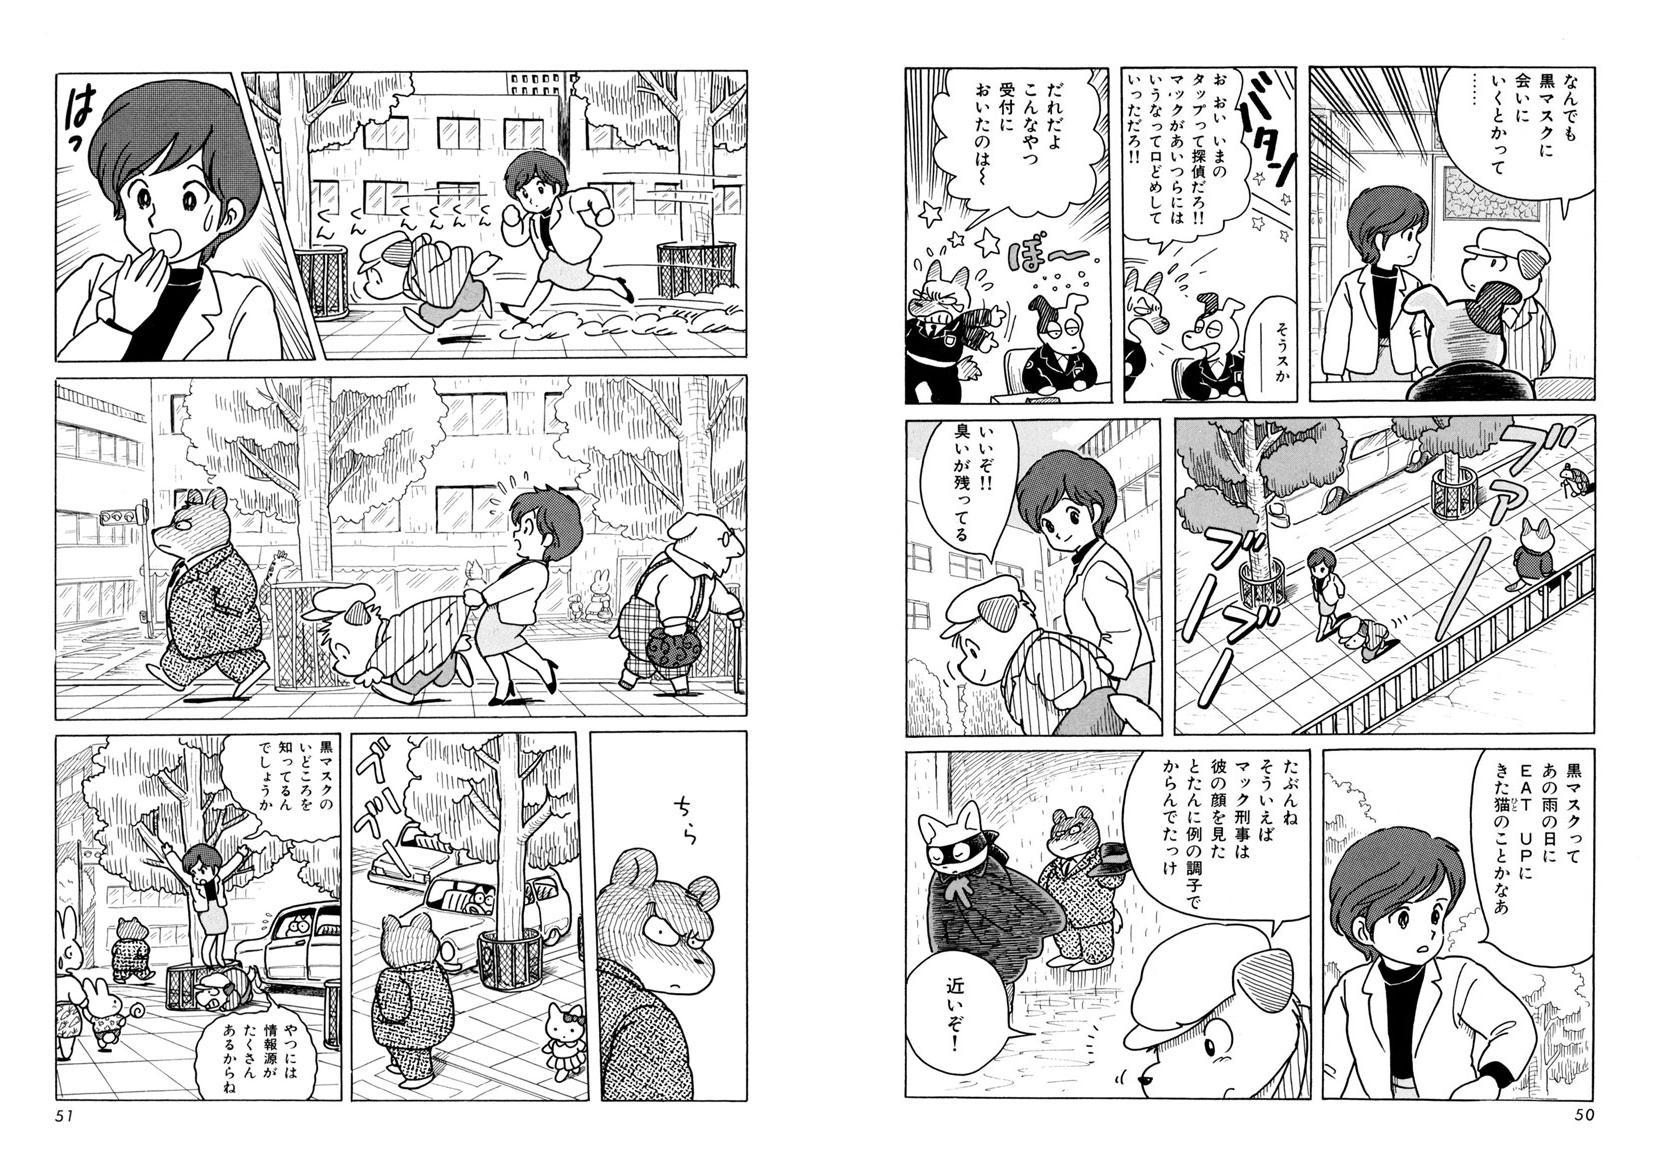 なんでも
黒マスクに
会いに
いくとかって
……
バタン
おおい いまの
タップって探偵だろ!!
マックがあいつらには
いうなって口どめして
いっただろ!!
そうスか
だれだよ
こんなやつ
受付に
おいたのは〜
ぼ〜
ブァー
ブーブー
いいぞ!!
臭いが残ってる
黒マスクって
あの雨の日に
EAT UPに
きた猫のことかなあ
ひと
たぶんね
そういえば
マック刑事は
彼の顔を見た
とたんに例の調子で
からんでたっけ
近いぞ!
50
くんくんくんくん
はっ
ちら
ブーブー
黒マスクの
いどころを
知ってるん
でしょうか
やつには
情報源が
たくさん
あるからね
51